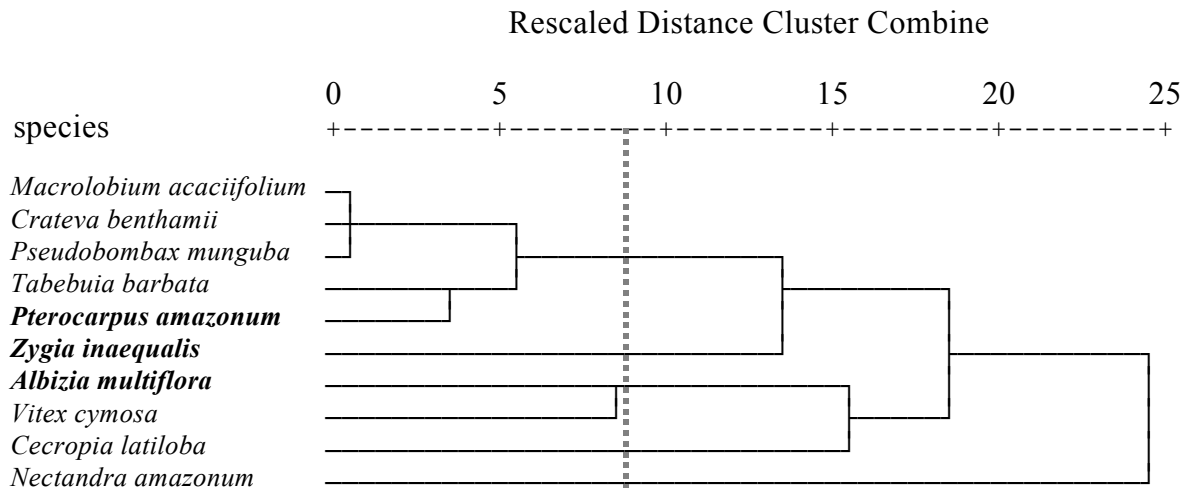 Rescaled Distance Cluster Combine
0 5 10 15 20 25
species +---------+---------+---------+---------+---------+
Macrolobium acaciifolium
Crateva benthamii
Pseudobombax munguba
Tabebuia barbata
Pterocarpus amazonum
Zygia inaequalis
Albizia multiflora
Vitex cymosa
Cecropia latiloba
Nectandra amazonum